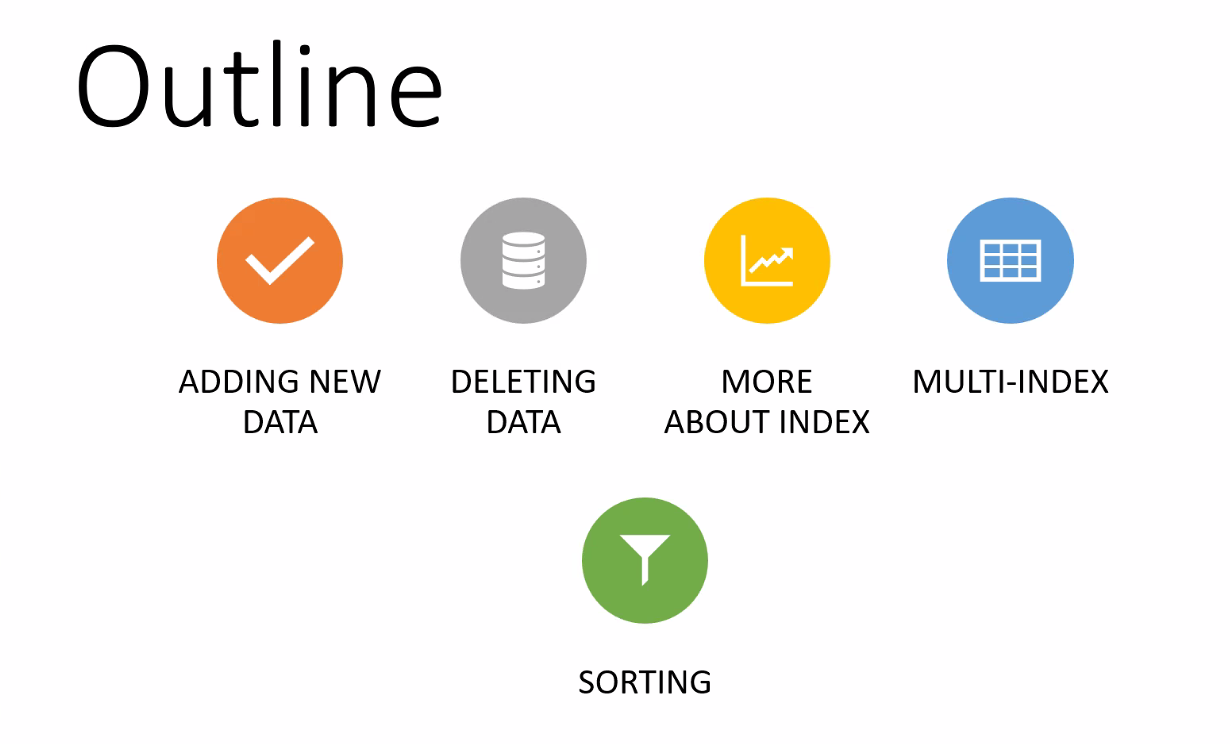 Outline
ADDING NEW
DATA
DELETING
DATA
MORE
ABOUT INDEX
MULTI-INDEX
SORTING